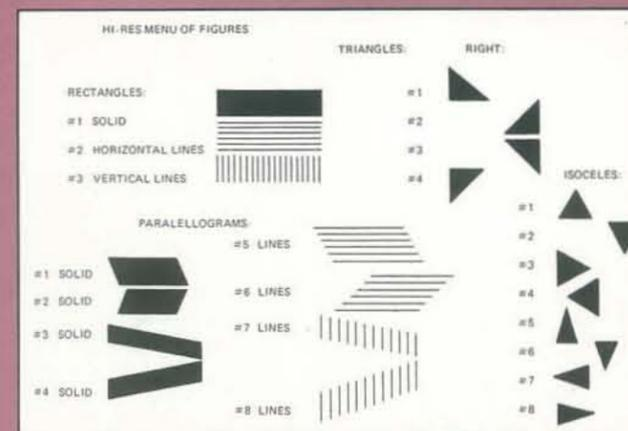 HI-RES MENU OF FIGURES
TRIANGLES: RIGHT:
RECTANGLES:
#1 SOLID
#2 HORIZONTAL LINES
#3 VERTICAL LINES
#1
#2
#3
#4
ISOCELES:
#1
#2
#3
#4
#5
#6
#7
#8
PARALELLOGRAMS:
#1 SOLID
#2 SOLID
#3 SOLID
#4 SOLID
#5 LINES
#6 LINES
#7 LINES
#8 LINES